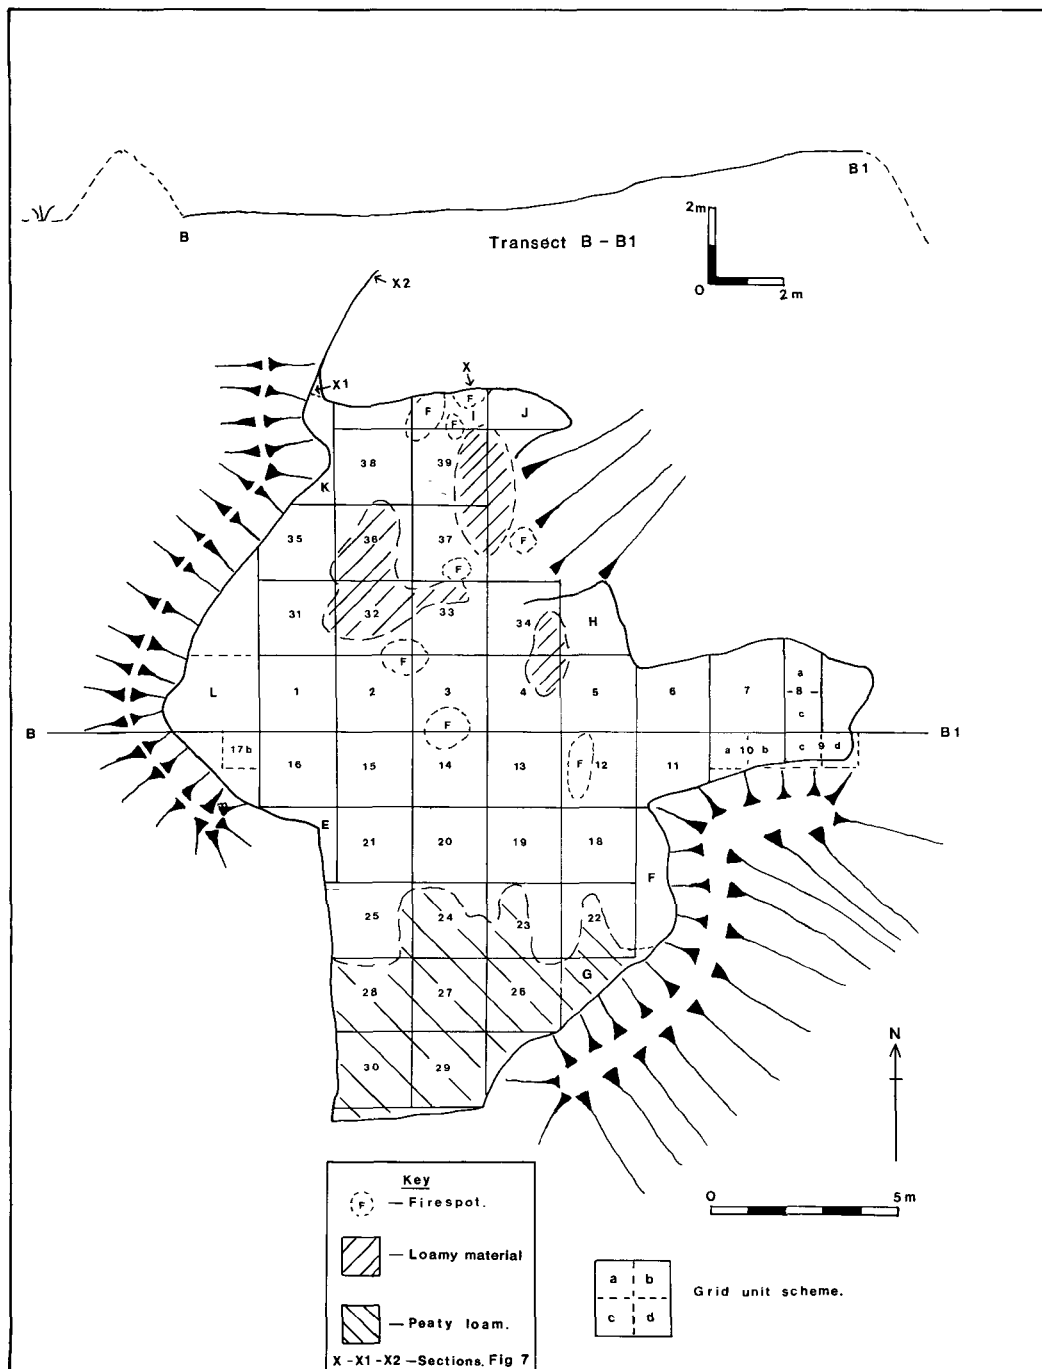 B1
2m
B
Transect B – B1
O
2m
X2
X
X1
F
F
I
J
F
38
39
K
35
36
37
F
F
31
32
33
34
H
F
a
L
1
2
3
4
5
6
7
-8-
c
F
B
B1
17b
a
10
b
c
9
d
16
15
14
13
F
12
11
E
21
20
19
18
F
25
24
23
22
28
27
26
G
N
30
29
Key
F – Firespot.
– Loamy material
– Peaty loam.
X - X1 - X2 – Sections. Fig 7
0
5m
a
b
c
d
Grid unit scheme.